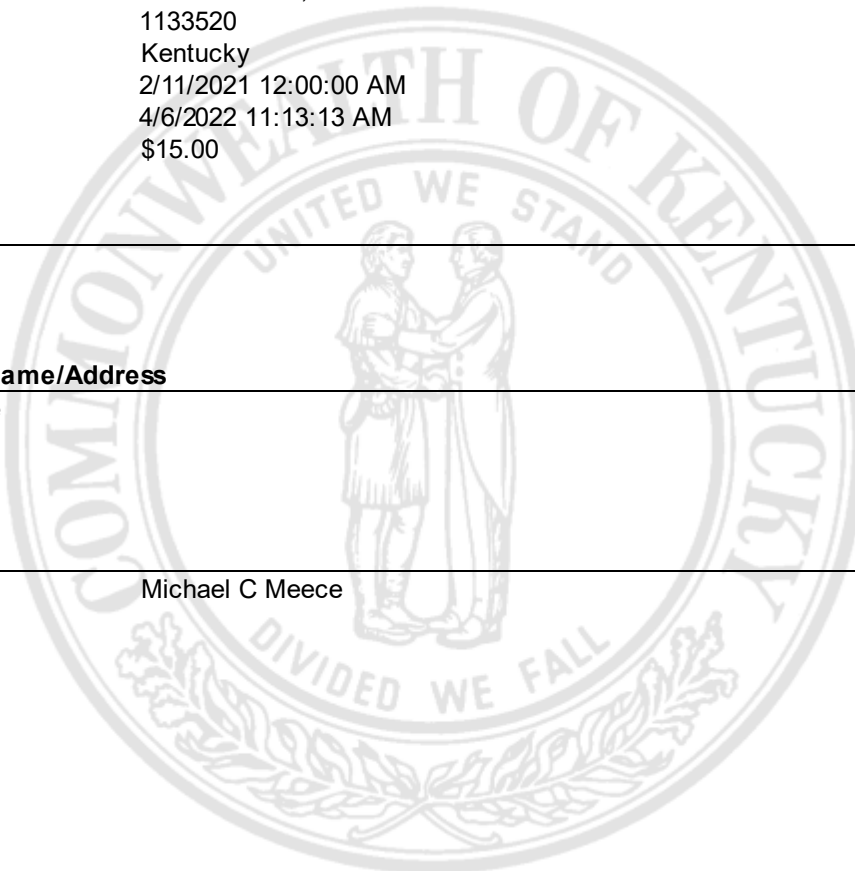 1133520
Kentucky
2/11/2021 12:00:00 AM
4/6/2022 11:13:13 AM
$15.00
COMMONWEALTH OF KENTUCKY
UNITED WE STAND
ame/Address
Michael C Meece
DIVIDED WE FALL